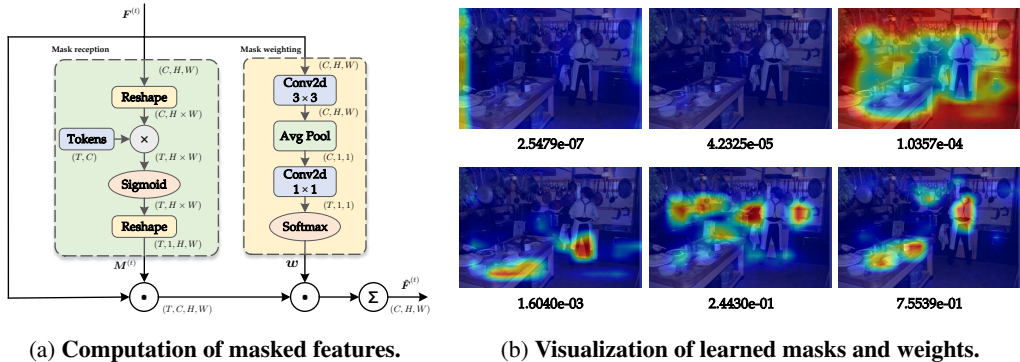 F^(t)
Mask reception
Mask weighting
(C, H, W)
Reshape
(C, H × W)
Tokens
×
(T, C)
(T, H × W)
Sigmoid
(T, H × W)
Reshape
(T, 1, H, W)
M^(t)
(C, H, W)
Conv2d
3 × 3
(C, H, W)
Avg Pool
(C, 1, 1)
Conv2d
1 × 1
(T, 1, 1)
Softmax
w
(T, C, H, W)
Σ
F̂^(t)
(C, H, W)
(a) Computation of masked features.
2.5479e-07
4.2325e-05
1.0357e-04
1.6040e-03
2.4430e-01
7.5539e-01
(b) Visualization of learned masks and weights.